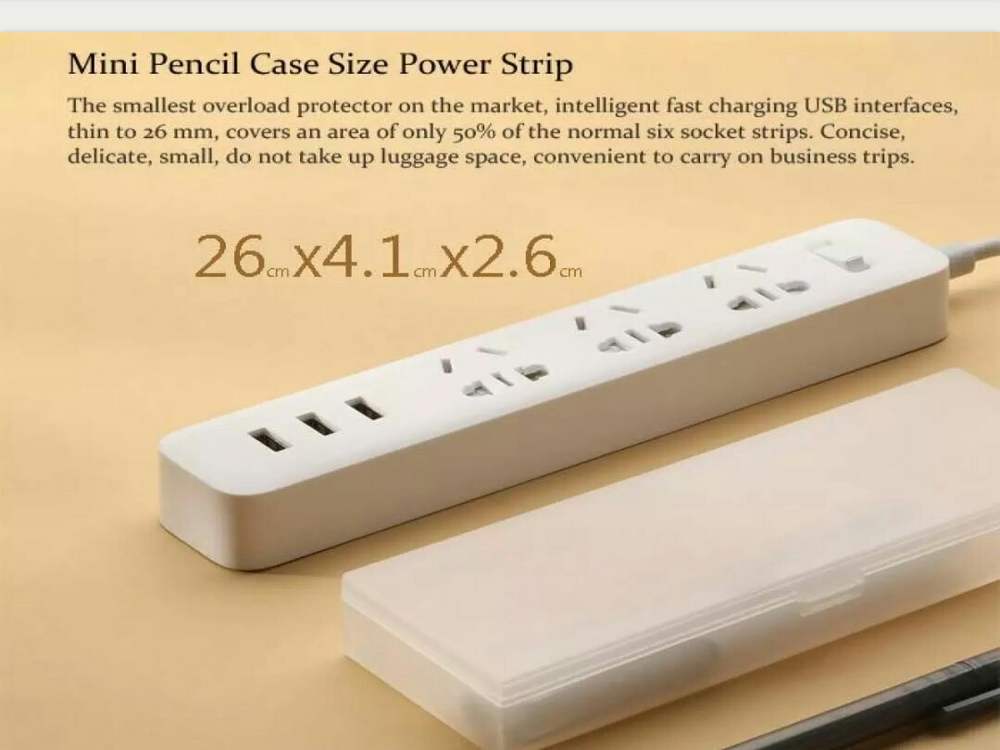 Mini Pencil Case Size Power Strip
The smallest overload protector on the market, intelligent fast charging USB interfaces,
thin to 26 mm, covers an area of only 50% of the normal six socket strips. Concise,
delicate, small, do not take up luggage space, convenient to carry on business trips.
26cmx4.1cmx2.6cm